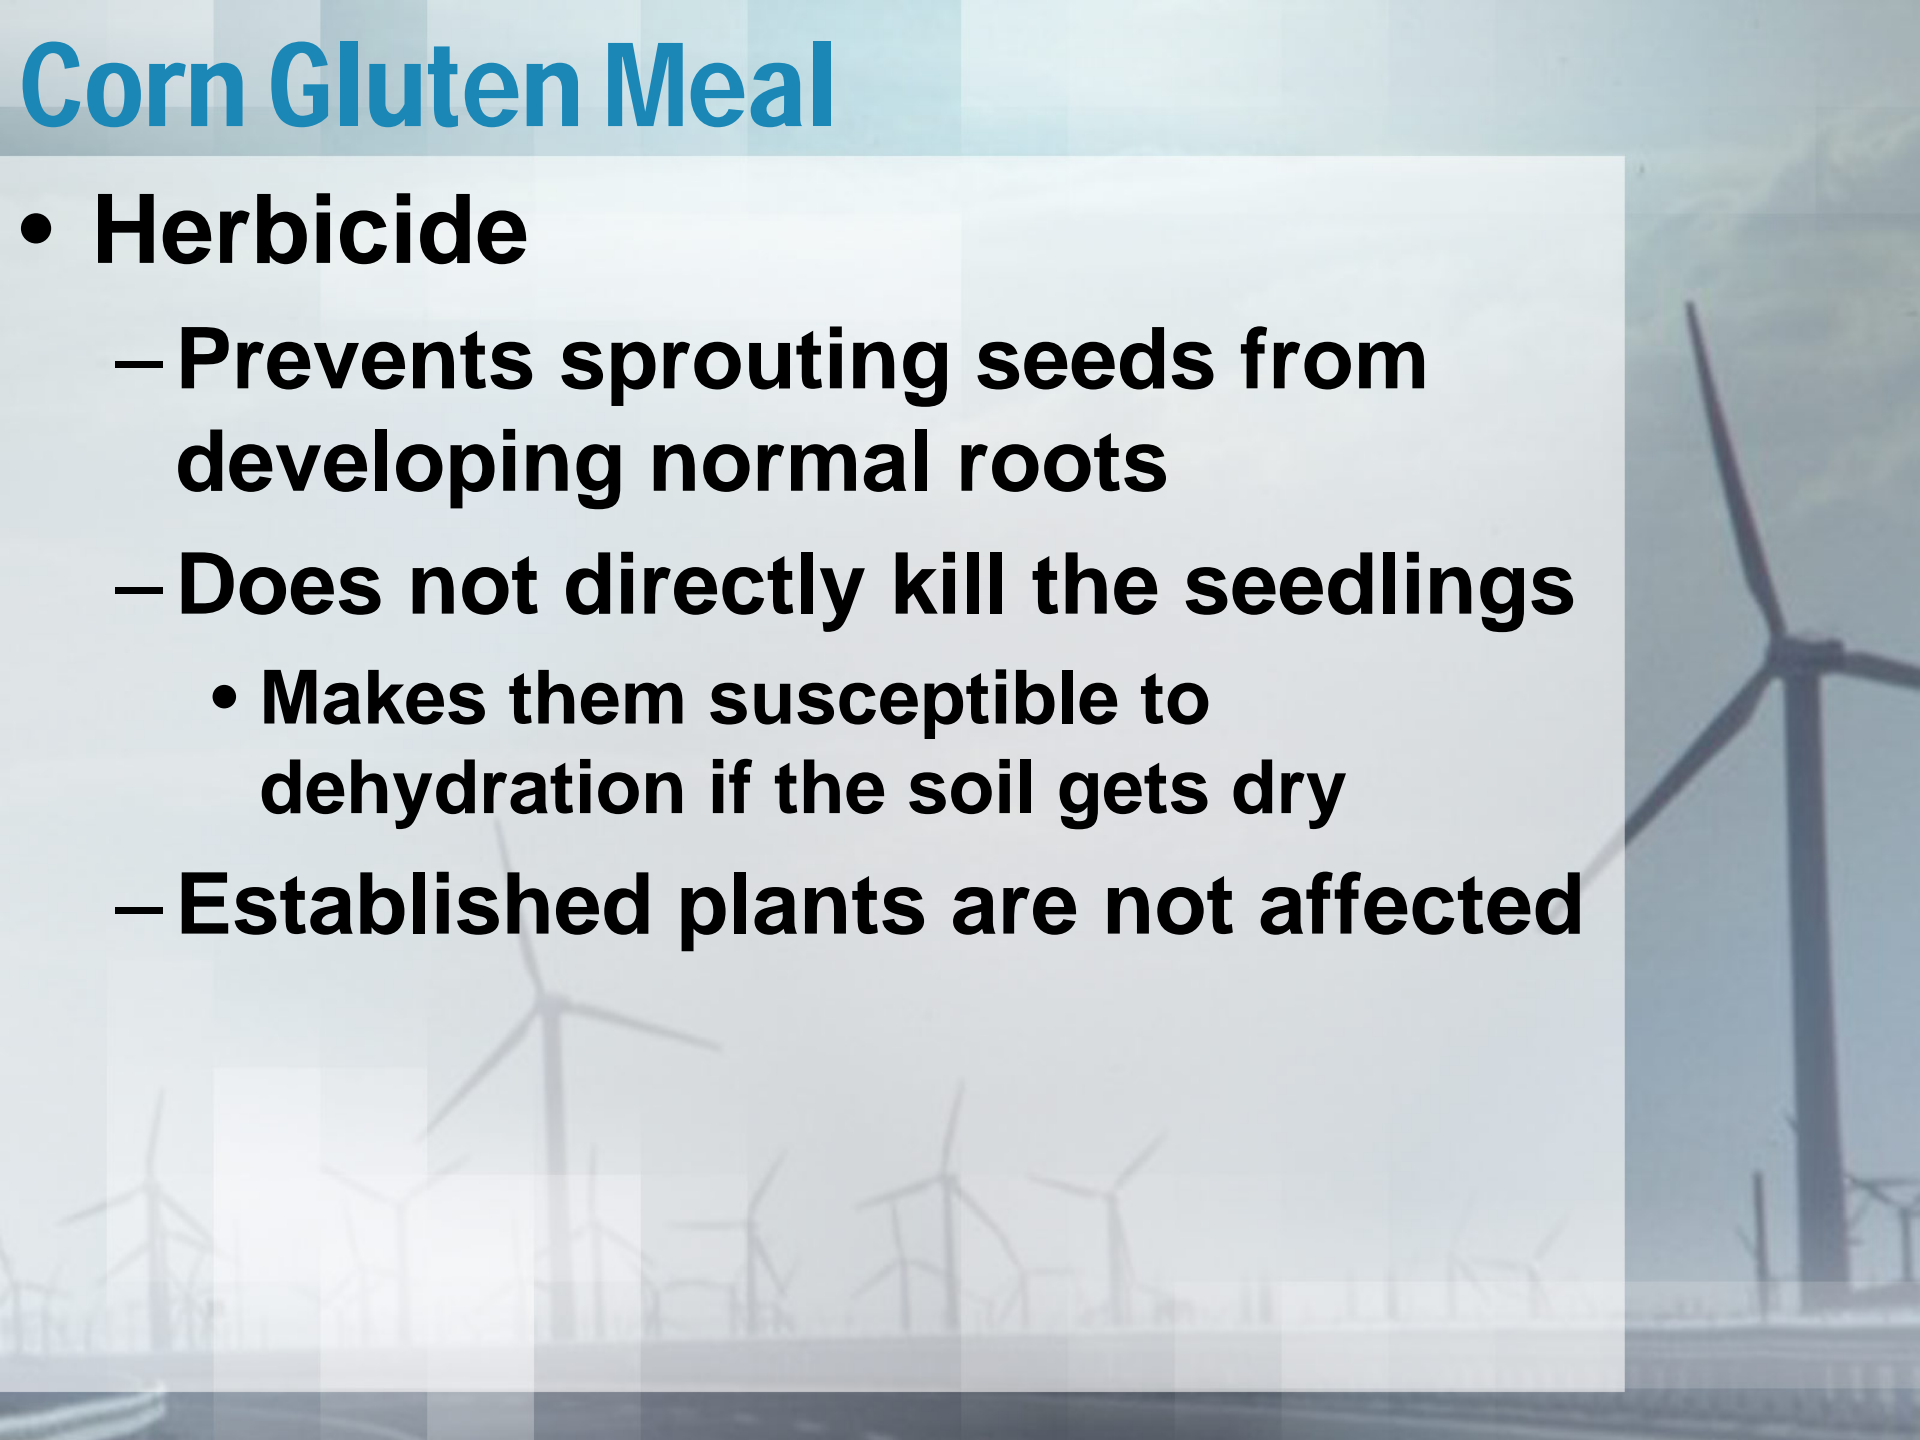 Corn Gluten Meal
• Herbicide
– Prevents sprouting seeds from
developing normal roots
– Does not directly kill the seedlings
• Makes them susceptible to
dehydration if the soil gets dry
– Established plants are not affected